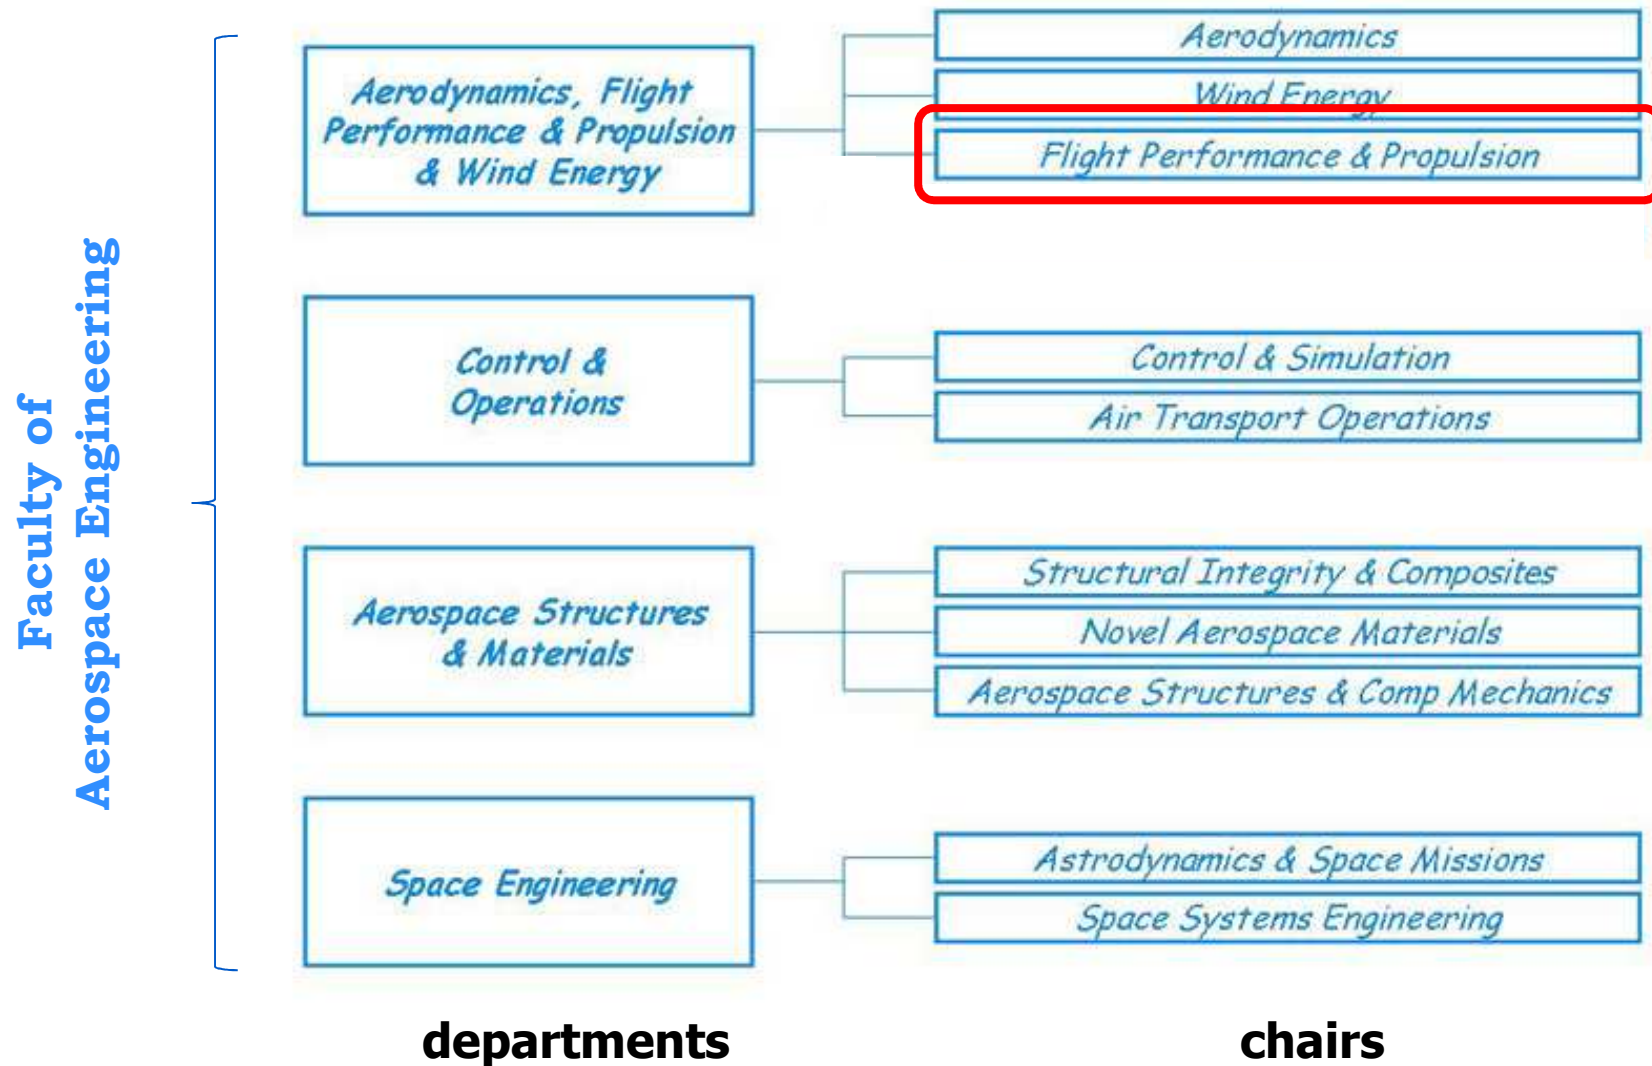 Faculty of
Aerospace Engineering
Aerodynamics, Flight
Performance & Propulsion
& Wind Energy
Aerodynamics
Wind Energy
Flight Performance & Propulsion
Control &
Operations
Control & Simulation
Air Transport Operations
Aerospace Structures
& Materials
Structural Integrity & Composites
Novel Aerospace Materials
Aerospace Structures & Comp Mechanics
Space Engineering
Astrodynamics & Space Missions
Space Systems Engineering
departments
chairs